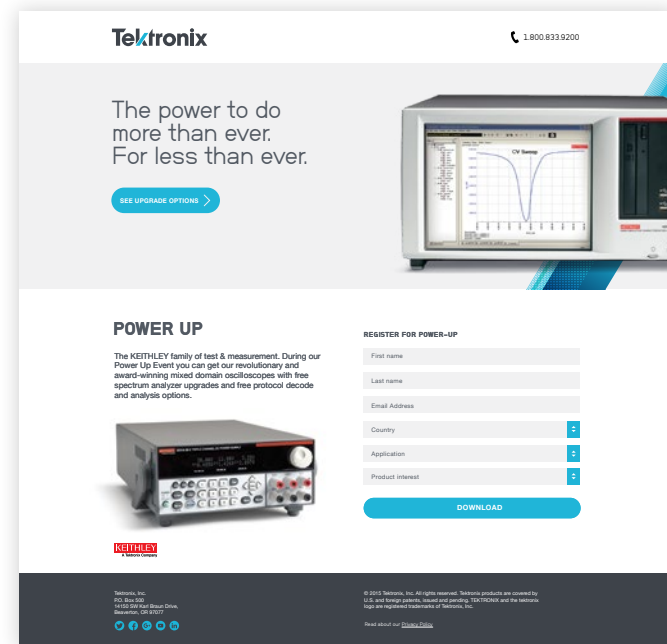 Tektronix
1.800.833.9200
The power to do
more than ever.
For less than ever.
SEE UPGRADE OPTIONS
CV Sweep
POWER UP
The KEITHLEY family of test & measurement. During our
Power Up Event you can get our revolutionary and
award-winning mixed domain oscilloscopes with free
spectrum analyzer upgrades and free protocol decode
and analysis options.
KEITHLEY
A Tektronix Company
REGISTER FOR POWER-UP
First name
Last name
Email Address
Country
Application
Product interest
DOWNLOAD
Tektronix, Inc.
P.O. Box 500
14150 SW Karl Braun Drive,
Beaverton, OR 97077
© 2015 Tektronix, Inc. All rights reserved. Tektronix products are covered by
U.S. and foreign patents, issued and pending. TEKTRONIX and the tektronix
logo are registered trademarks of Tektronix, Inc.
Read about our Privacy Policy